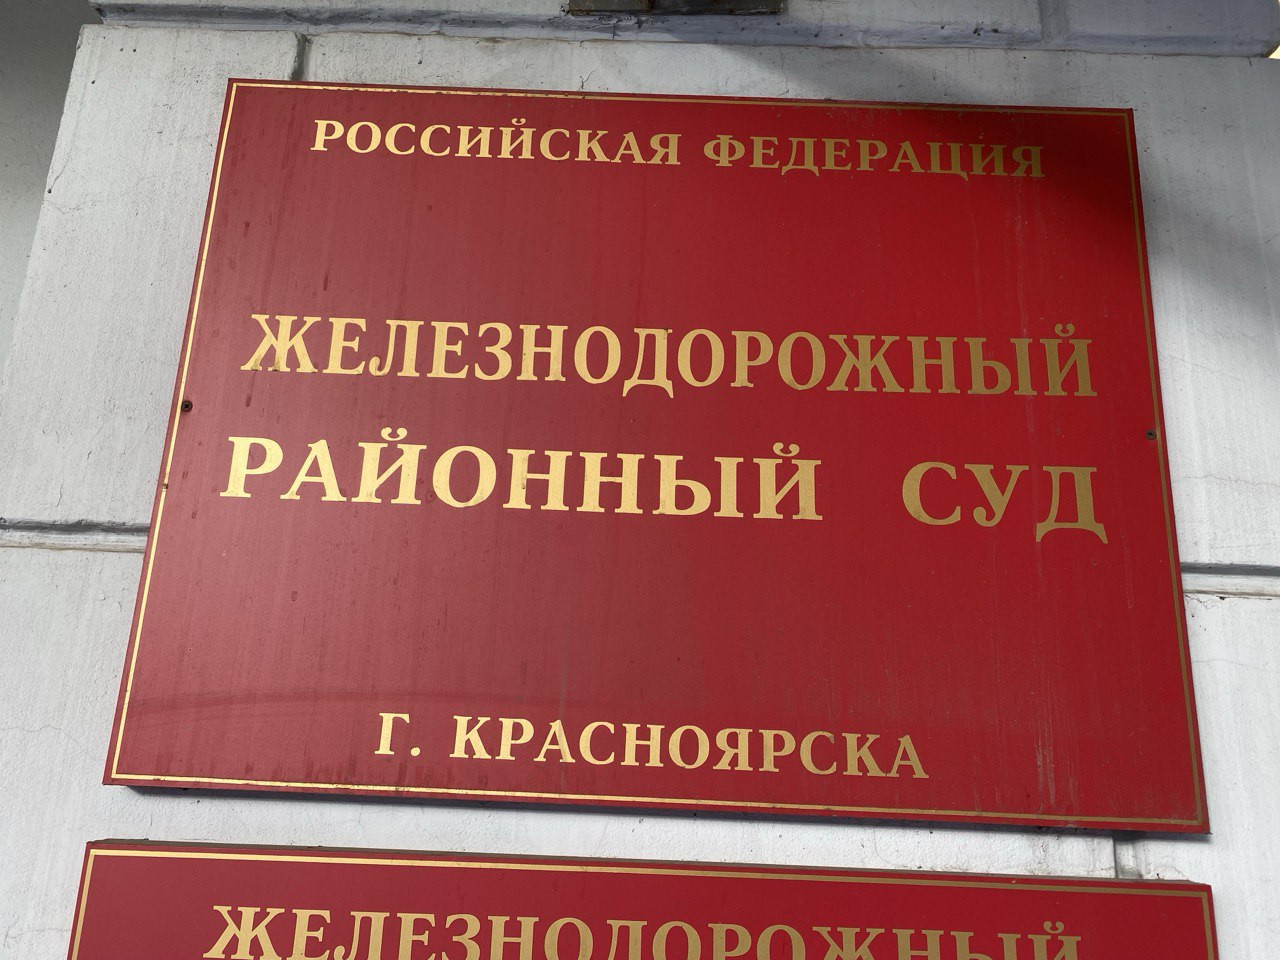 РОССИЙСКАЯ ФЕДЕРАЦИЯ
ЖЕЛЕЗНОДОРОЖНЫЙ
РАЙОННЫЙ СУД
Г. КРАСНОЯРСКА
ЖЕЛЕЗНОДОРОЖНЫЙ